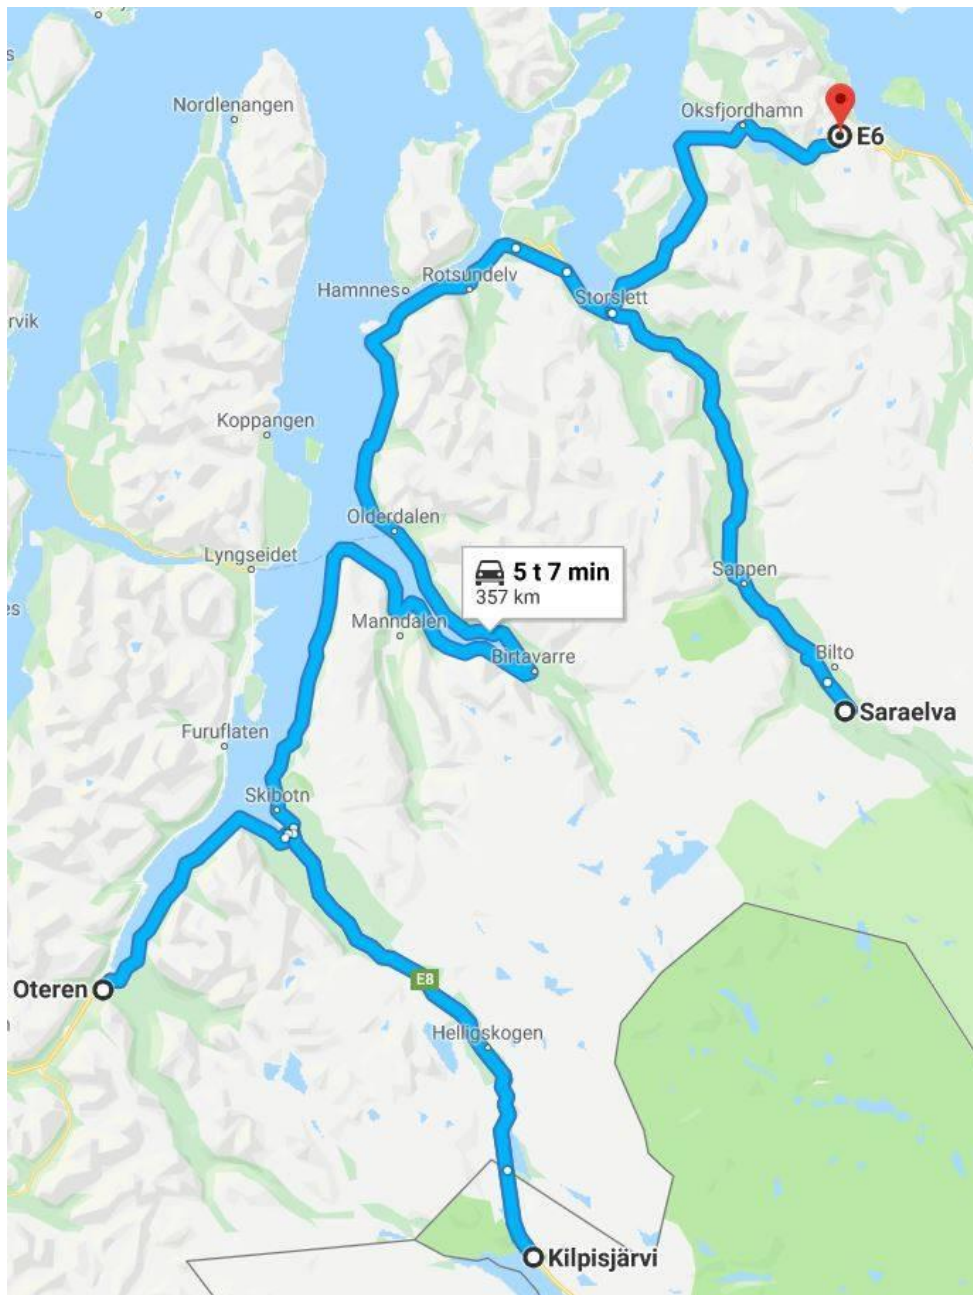 Nordlenangen
Oksfjordhamn
E6
Hamnnes
Rotsundelv
Storslett
rvik
Koppangen
Olderdalen
Lyngseidet
5 t 7 min
357 km
Sappen
Manndalen
Birtavarre
Bilto
Saraelva
Furuflaten
Skibotn
Oteren
E8
Helligskogen
Kilpisjärvi